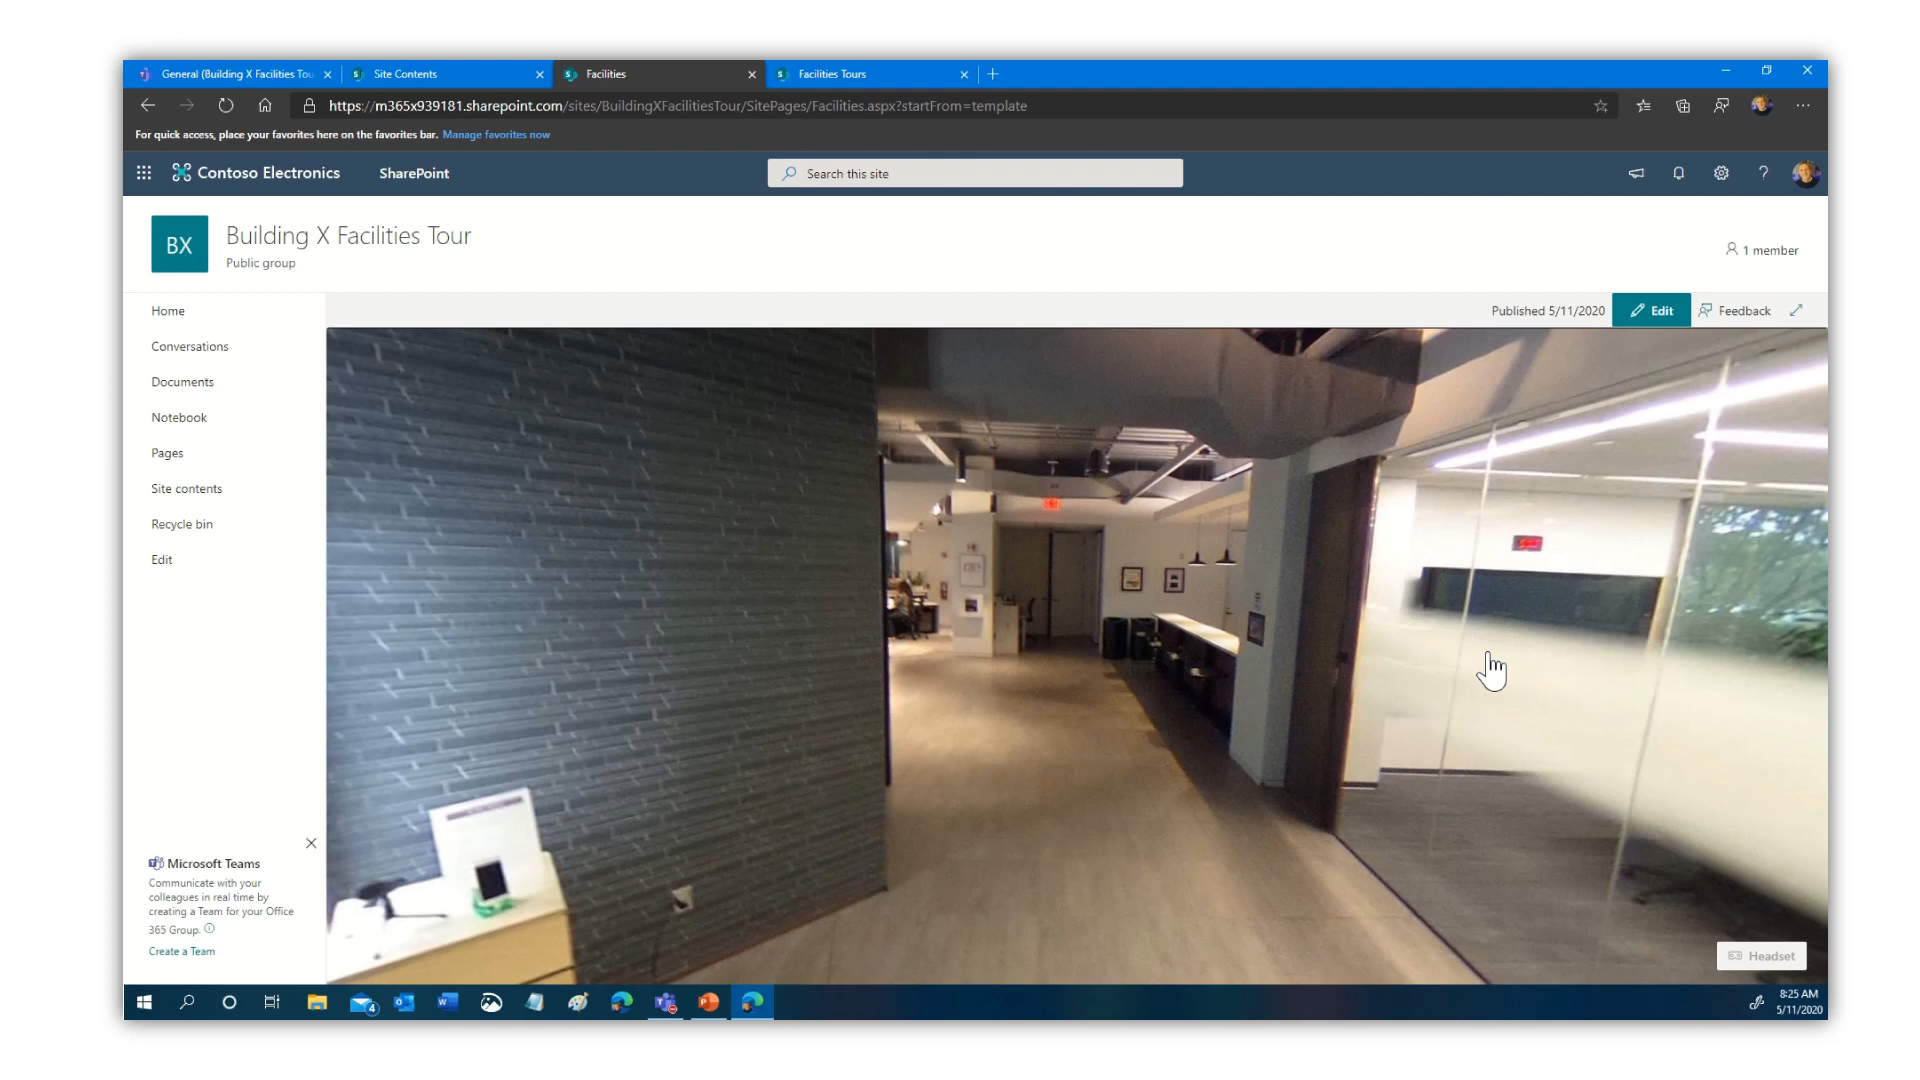 General (Building X Facilities Tou
Site Contents
Facilities
Facilities Tours
https://m365x939181.sharepoint.com/sites/BuildingXFacilitiesTour/SitePages/Facilities.aspx?startFrom=template
For quick access, place your favorites here on the favorites bar. Manage favorites now
Contoso Electronics
SharePoint
Search this site
BX
Building X Facilities Tour
Public group
1 member
Home
Conversations
Documents
Notebook
Pages
Site contents
Recycle bin
Edit
Published 5/11/2020
Edit
Feedback
Microsoft Teams
Communicate with your
colleagues in real time by
creating a Team for your Office
365 Group.
Create a Team
Headset
4
8:25 AM
5/11/2020